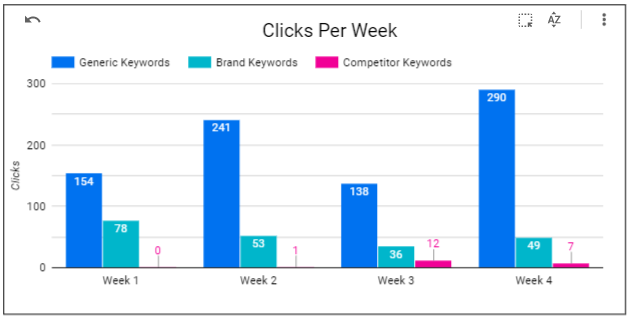 AZ
Clicks Per Week
Generic Keywords Brand Keywords Competitor Keywords
300
200
100
0
Clicks
154 78 0
241 53 1
138 36 12
290 49 7
Week 1 Week 2 Week 3 Week 4